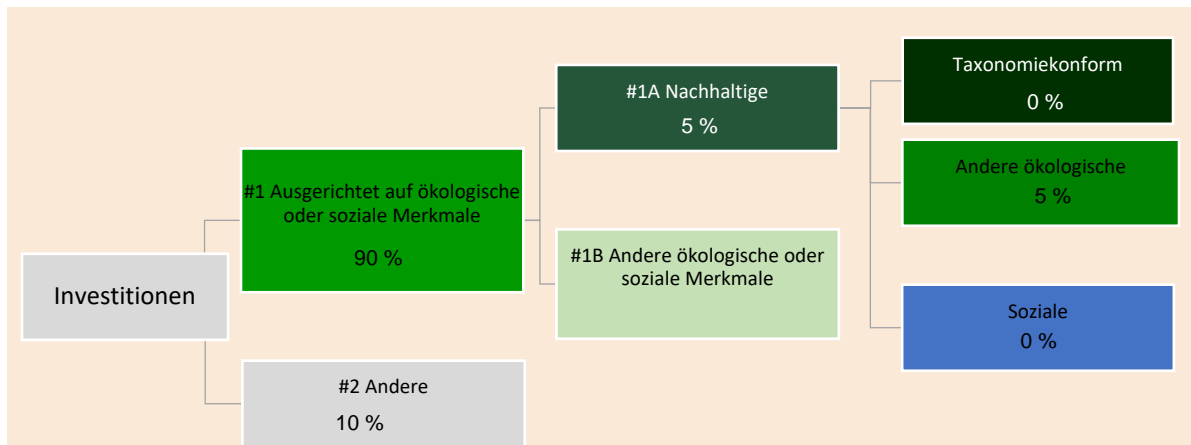 Investitionen
#1 Ausgerichtet auf ökologische
oder soziale Merkmale
90 %
#2 Andere
10 %
#1A Nachhaltige
5 %
#1B Andere ökologische oder
soziale Merkmale
Taxonomiekonform
0 %
Andere ökologische
5 %
Soziale
0 %